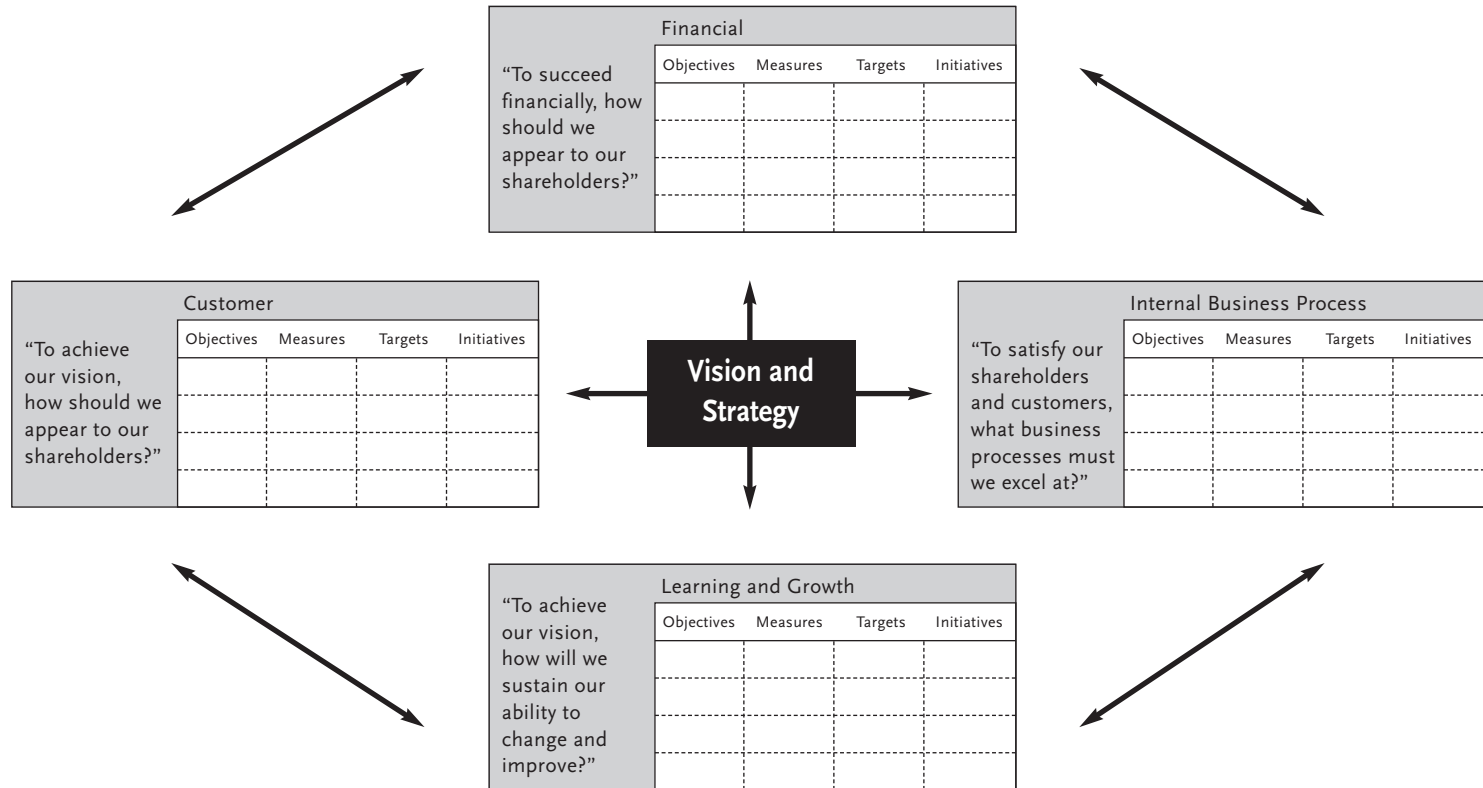 Financial
“To succeed
financially, how
should we
appear to our
shareholders?”
Objectives Measures Targets Initiatives
Customer
“To achieve
our vision,
how should we
appear to our
shareholders?”
Objectives Measures Targets Initiatives
Vision and
Strategy
Internal Business Process
“To satisfy our
shareholders
and customers,
what business
processes must
we excel at?”
Objectives Measures Targets Initiatives
Learning and Growth
“To achieve
our vision,
how will we
sustain our
ability to
change and
improve?”
Objectives Measures Targets Initiatives